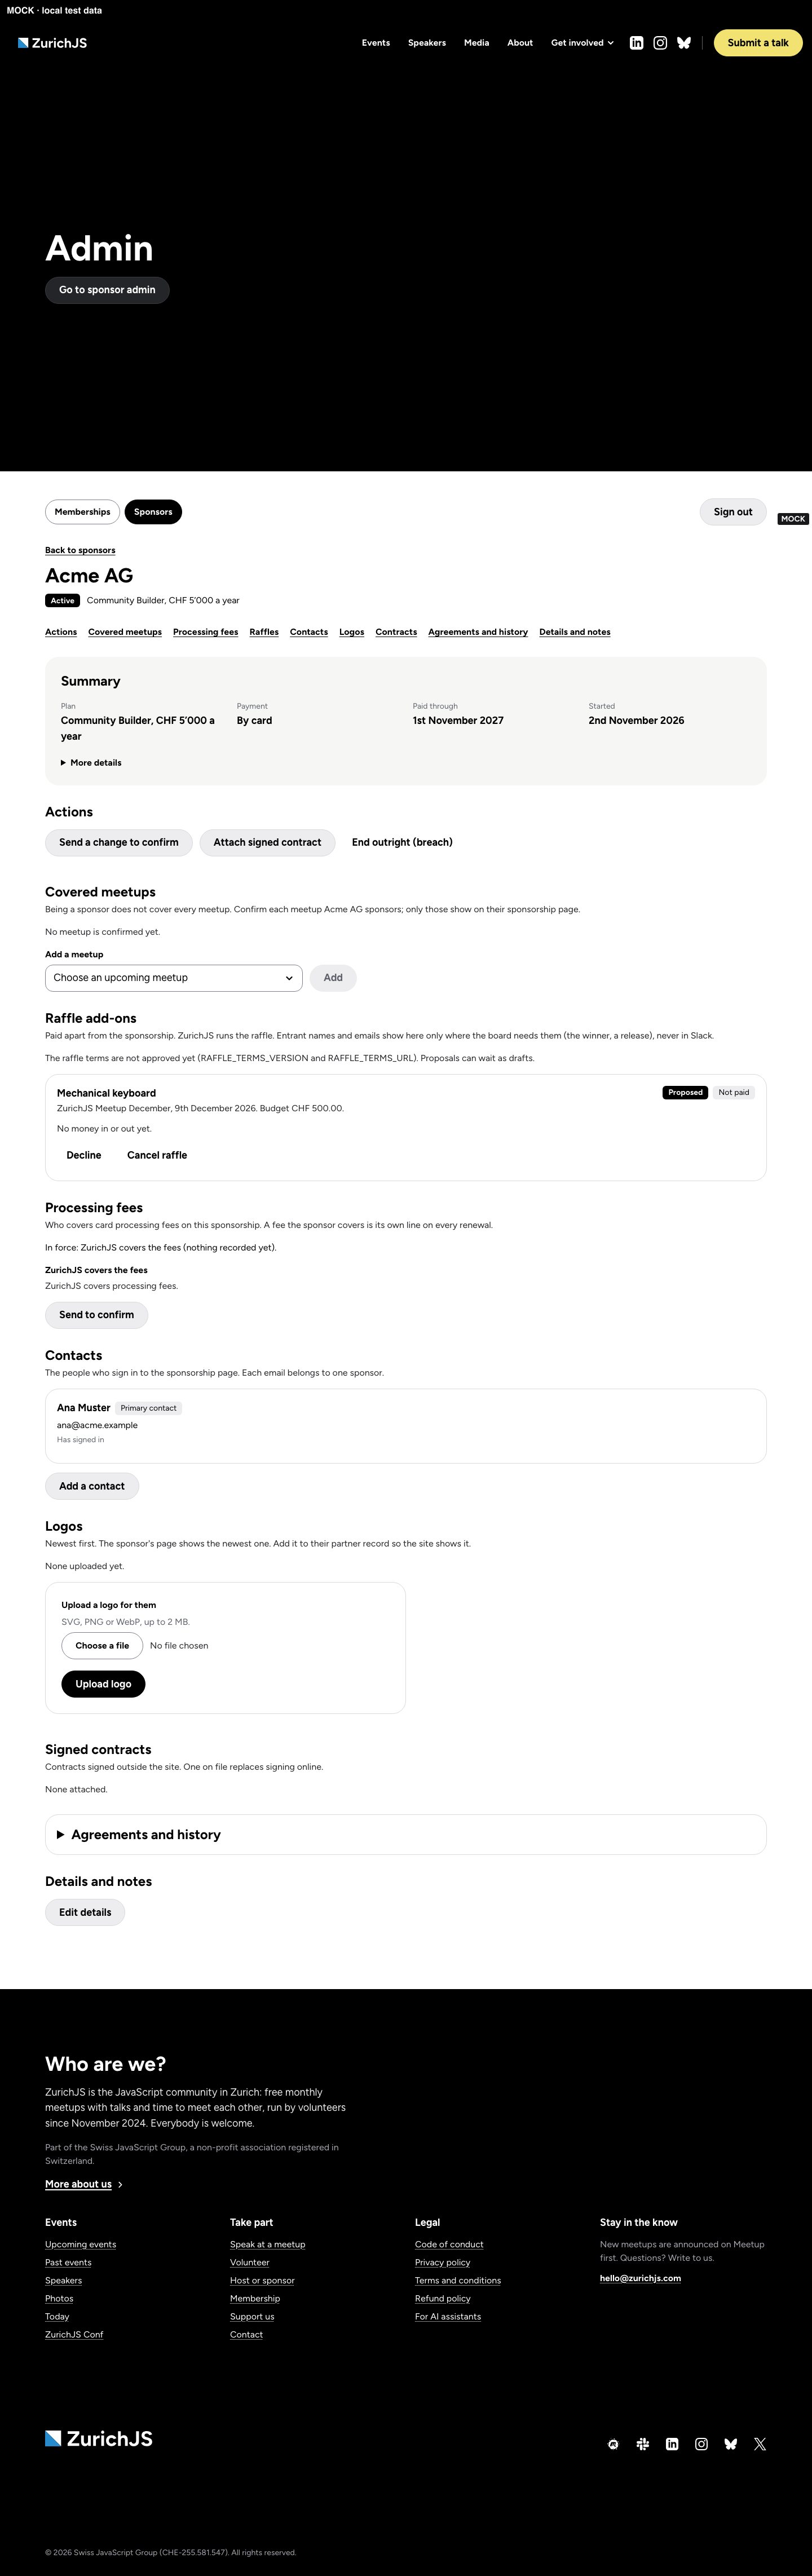 MOCK · local test data
ZurichJS
Events
Speakers
Media
About
Get involved
Submit a talk
Admin
Go to sponsor admin
Memberships
Sponsors
Sign out
MOCK
Back to sponsors
Acme AG
Active
Community Builder, CHF 5’000 a year
Actions
Covered meetups
Processing fees
Raffles
Contacts
Logos
Contracts
Agreements and history
Details and notes
Summary
Plan
Community Builder, CHF 5’000 a
year
Payment
By card
Paid through
1st November 2027
Started
2nd November 2026
More details
Actions
Send a change to confirm
Attach signed contract
End outright (breach)
Covered meetups
Being a sponsor does not cover every meetup. Confirm each meetup Acme AG sponsors; only those show on their sponsorship page.
No meetup is confirmed yet.
Add a meetup
Choose an upcoming meetup
Add
Raffle add-ons
Paid apart from the sponsorship. ZurichJS runs the raffle. Entrant names and emails show here only where the board needs them (the winner, a release), never in Slack.
The raffle terms are not approved yet (RAFFLE_TERMS_VERSION and RAFFLE_TERMS_URL). Proposals can wait as drafts.
Mechanical keyboard
Proposed
Not paid
ZurichJS Meetup December, 9th December 2026. Budget CHF 500.00.
No money in or out yet.
Decline
Cancel raffle
Processing fees
Who covers card processing fees on this sponsorship. A fee the sponsor covers is its own line on every renewal.
In force: ZurichJS covers the fees (nothing recorded yet).
ZurichJS covers the fees
ZurichJS covers processing fees.
Send to confirm
Contacts
The people who sign in to the sponsorship page. Each email belongs to one sponsor.
Ana Muster
Primary contact
ana@acme.example
Has signed in
Add a contact
Logos
Newest first. The sponsor's page shows the newest one. Add it to their partner record so the site shows it.
None uploaded yet.
Upload a logo for them
SVG, PNG or WebP, up to 2 MB.
Choose a file
No file chosen
Upload logo
Signed contracts
Contracts signed outside the site. One on file replaces signing online.
None attached.
Agreements and history
Details and notes
Edit details
Who are we?
ZurichJS is the JavaScript community in Zurich: free monthly
meetups with talks and time to meet each other, run by volunteers
since November 2024. Everybody is welcome.
Part of the Swiss JavaScript Group, a non-profit association registered in
Switzerland.
More about us
Events
Upcoming events
Past events
Speakers
Photos
Today
ZurichJS Conf
Take part
Speak at a meetup
Volunteer
Host or sponsor
Membership
Support us
Contact
Legal
Code of conduct
Privacy policy
Terms and conditions
Refund policy
For AI assistants
Stay in the know
New meetups are announced on Meetup
first. Questions? Write to us.
hello@zurichjs.com
ZurichJS
© 2026 Swiss JavaScript Group (CHE-255.581.547). All rights reserved.